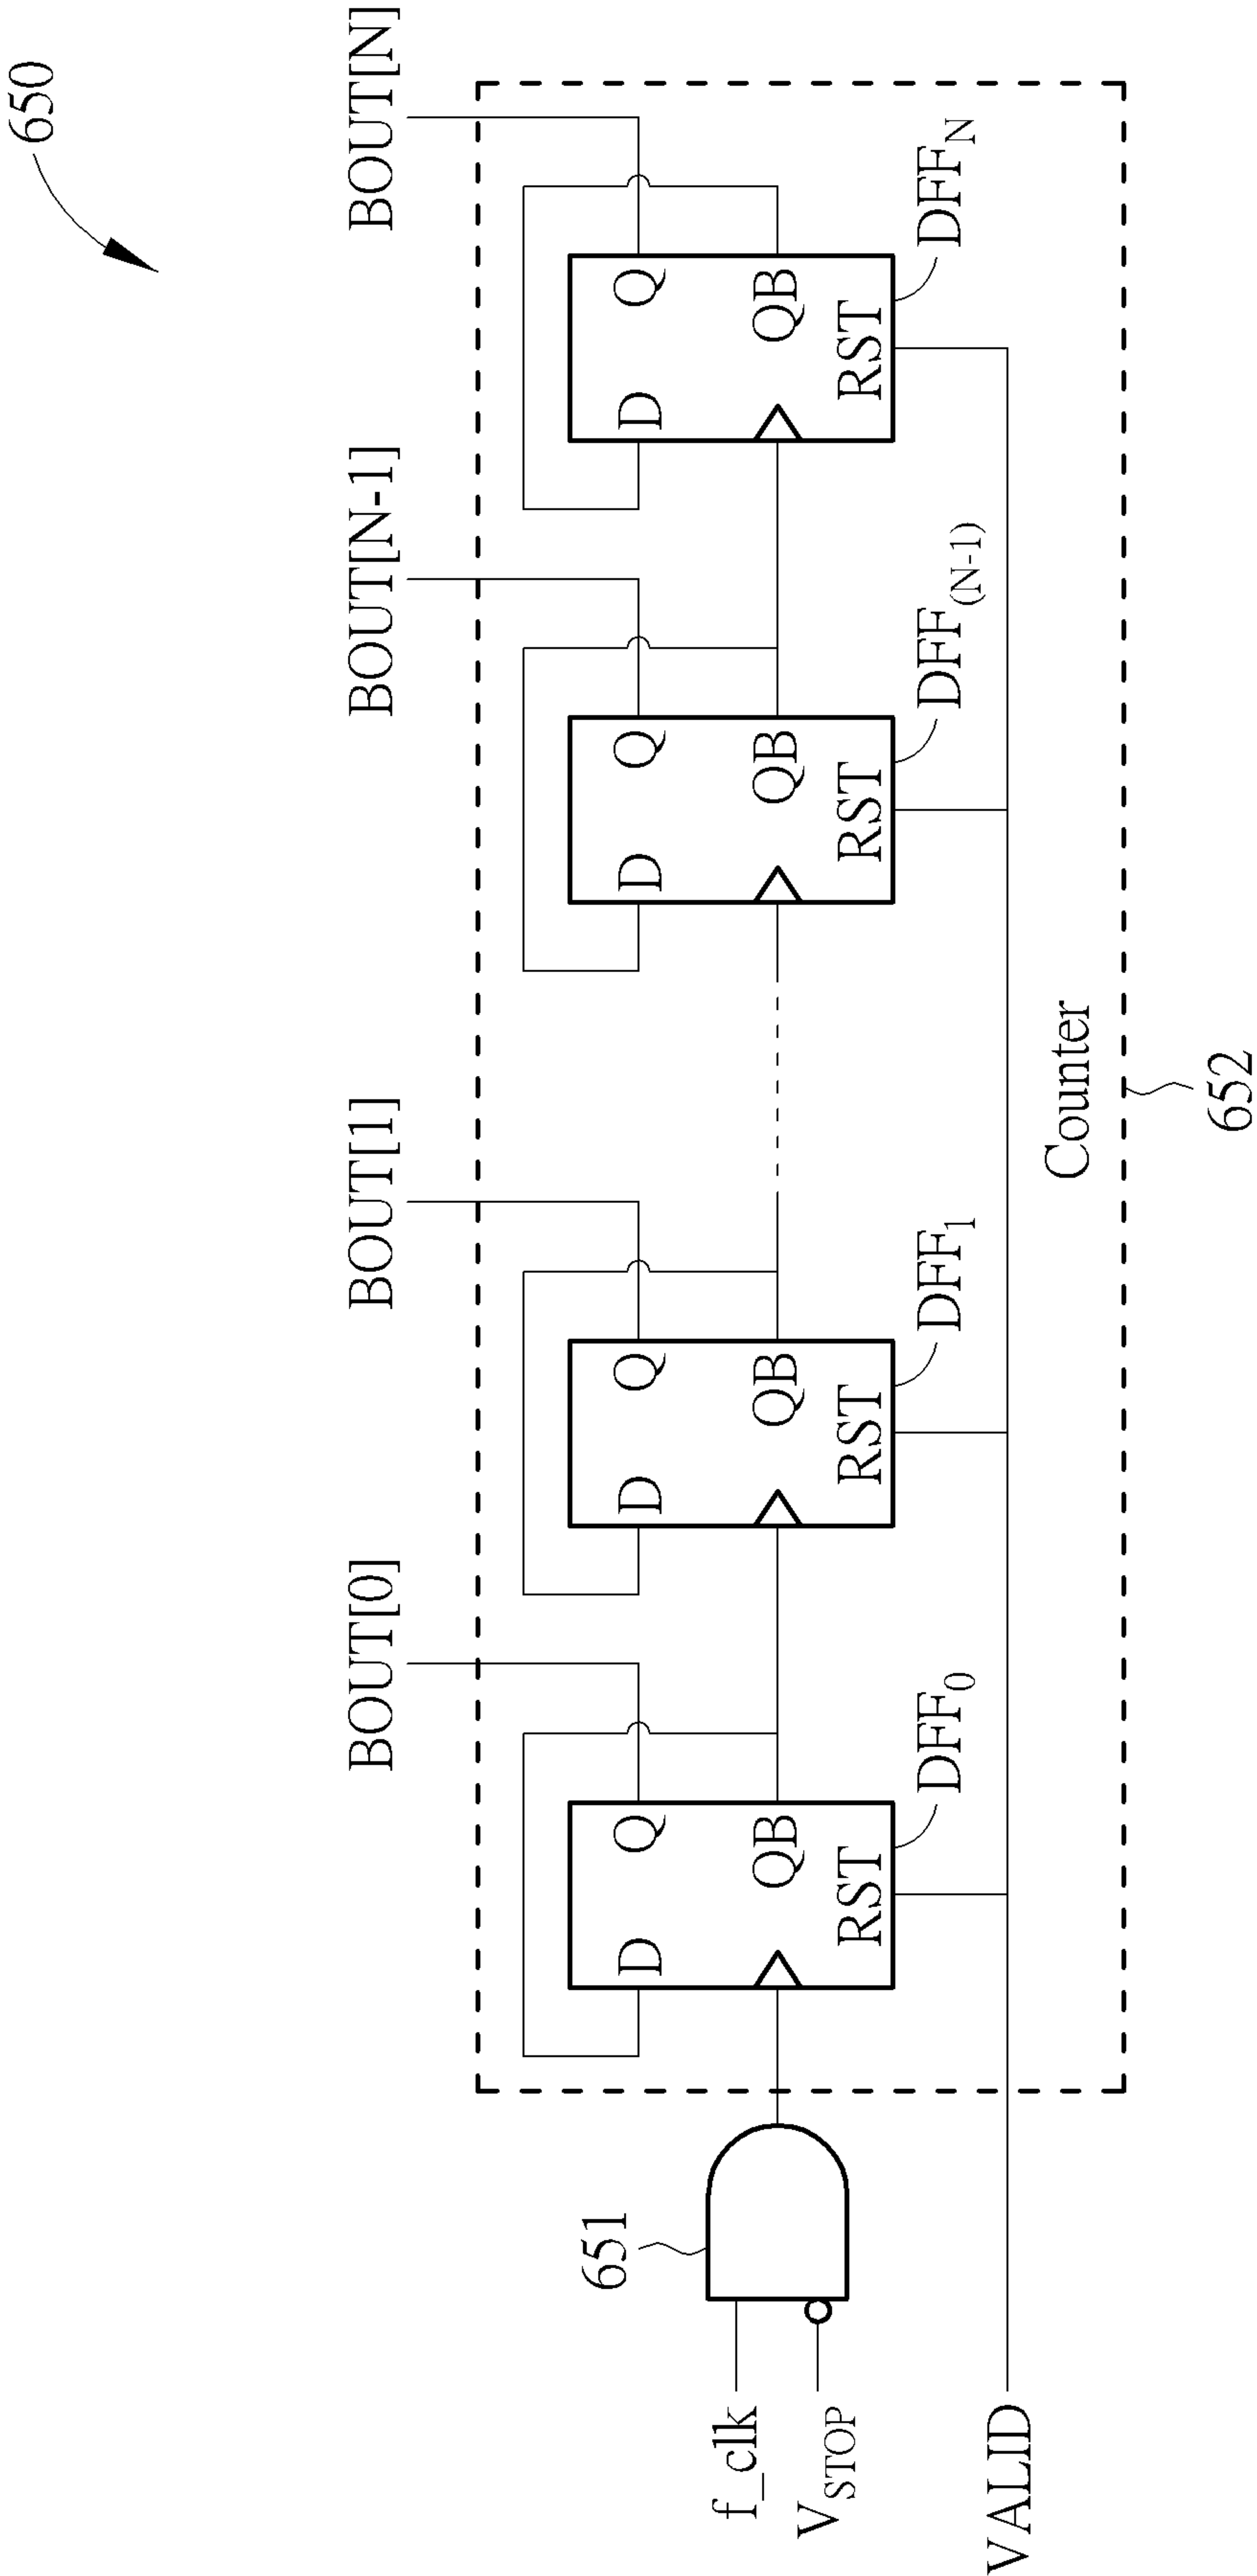 650
BOUT[0]
BOUT[1]
BOUT[N-1]
BOUT[N]
651
f_clk
V_STOP
VALID
D
Q
QB
RST
DFF_0
D
Q
QB
RST
DFF_1
D
Q
QB
RST
DFF_(N-1)
D
Q
QB
RST
DFF_N
Counter
652